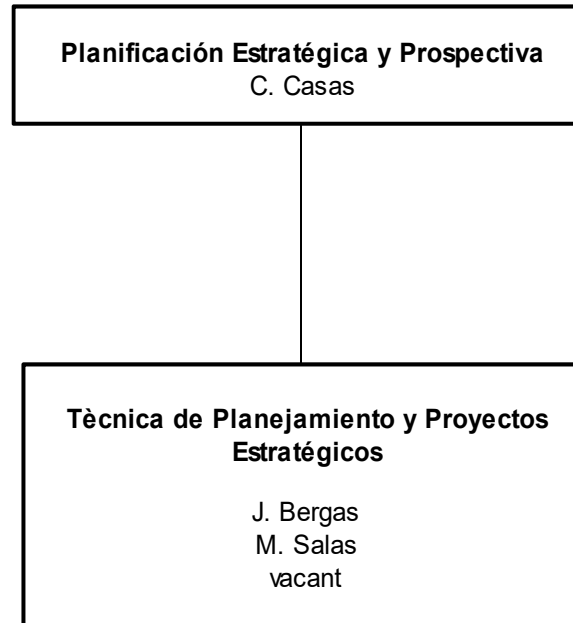 Planificación Estratégica y Prospectiva
C. Casas
Tècnica de Planejamiento y Proyectos
Estratégicos
J. Bergas
M. Salas
vacant